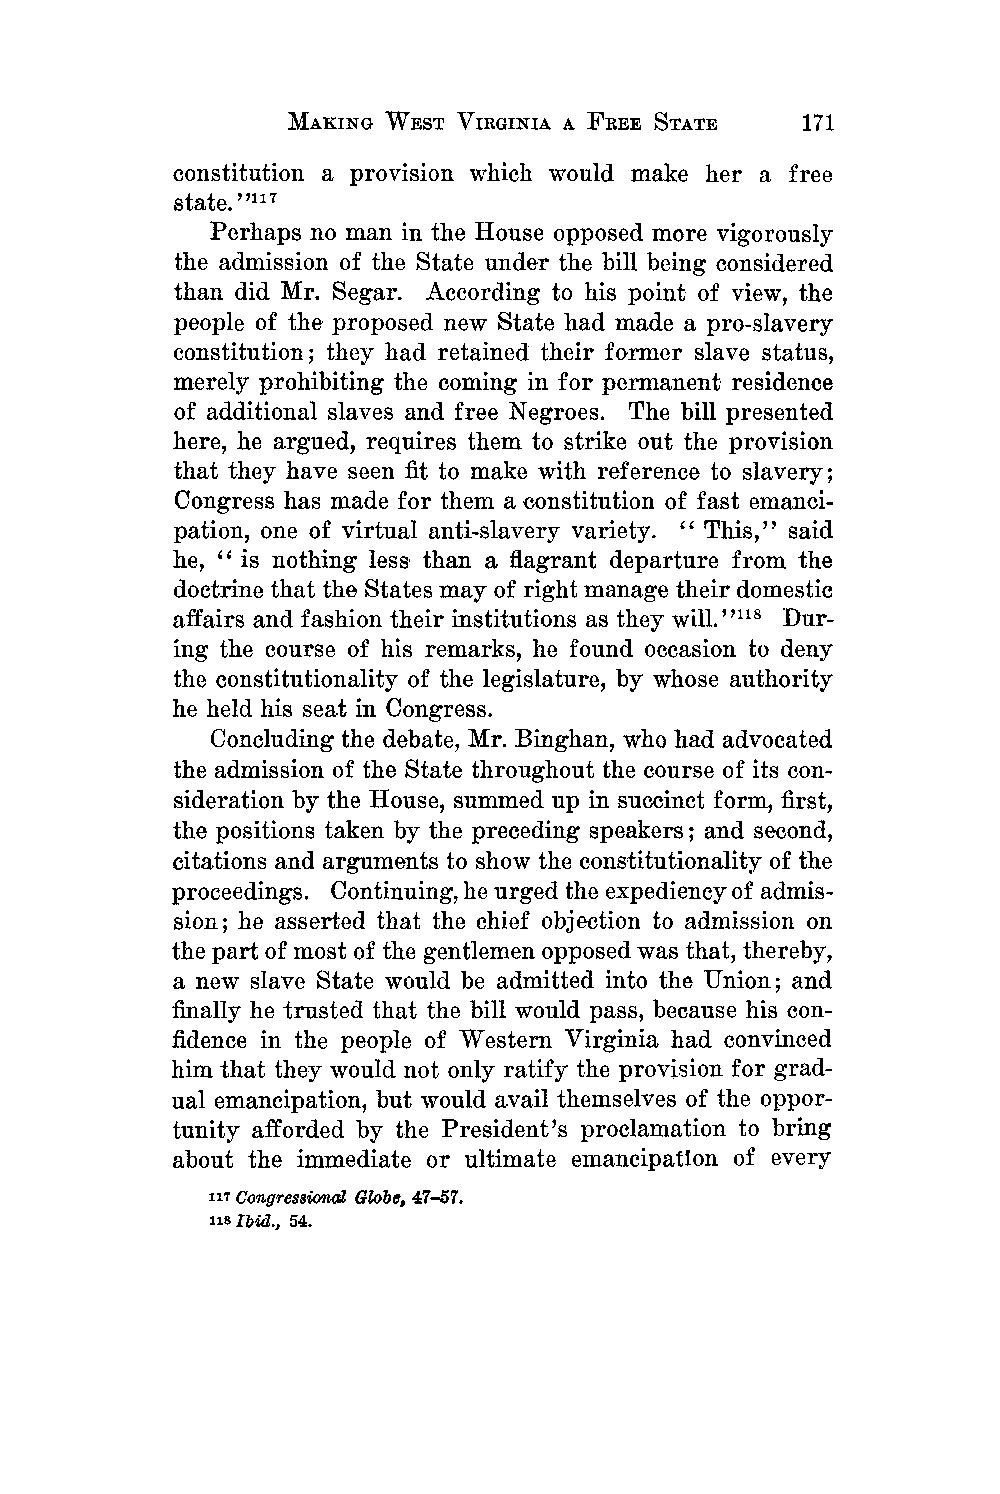 MAKING WEST VIRGINIA A FREE STATE 171
constitution a provision which would make her a free
state.''117
Perhaps no man in the House opposed more vigorously
the admission of the State under the bill being considered
than did Mr. Segar. According to his point of view, the
people of the proposed new State had made a pro-slavery
constitution; they had retained their former slave status,
merely prohibiting the coming in for permanent residence
of additional slaves and free Negroes. The bill presented
here, he argued, requires them to strike out the provision
that they have seen fit to make with reference to slavery;
Congress has made for them a constitution of fast emanci-
pation, one of virtual anti-slavery variety. “ This,” said
he, “ is nothing less than a flagrant departure from the
doctrine that the States may of right manage their domestic
affairs and fashion their institutions as they will.”118 Dur-
ing the course of his remarks, he found occasion to deny
the constitutionality of the legislature, by whose authority
he held his seat in Congress.
Concluding the debate, Mr. Binghan, who had advocated
the admission of the State throughout the course of its con-
sideration by the House, summed up in succinct form, first,
the positions taken by the preceding speakers; and second,
citations and arguments to show the constitutionality of the
proceedings. Continuing, he urged the expediency of admis-
sion; he asserted that the chief objection to admission on
the part of most of the gentlemen opposed was that, thereby,
a new slave State would be admitted into the Union; and
finally he trusted that the bill would pass, because his con-
fidence in the people of Western Virginia had convinced
him that they would not only ratify the provision for grad-
ual emancipation, but would avail themselves of the oppor-
tunity afforded by the President's proclamation to bring
about the immediate or ultimate emancipation of every
117 Congressional Globe, 47–57.
118 Ibid., 54.